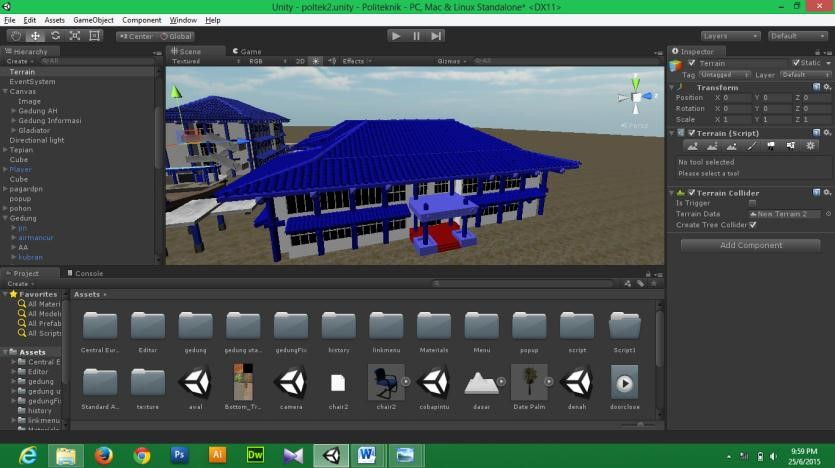 Unity - poltek2.unity - Politeknik - PC, Mac & Linux Standalone* <DX11>
File Edit Assets GameObject Component Window Help
Center Global Layers Default
Hierarchy
Create All
Terrain
EventSystem
Canvas
Image
Gedung AH
Gedung Informasi
Gladiator
Directional light
Tepian
Cube
Player
Cube
pagardpn
popup
pohon
Gedung
pn
airmancur
AA
kubran
Scene Game
Textured RGB 2D Effects Gizmos All
y
Persp
Inspector
Terrain Static
Tag Untagged Layer Default
Transform
Position X 0 Y 0 Z 0
Rotation X 0 Y 0 Z 0
Scale X 1 Y 1 Z 1
Terrain (Script)
No tool selected
Please select a tool
Terrain Collider
Is Trigger
Terrain Data New Terrain 2
Create Tree Collider
Add Component
Project Console
Create
Favorites
All Materi
All Model
All Prefab
All Scripts
Assets
Central E
Editor
gedung
gedung u
gedungFi
history
linkmenu
Materials
Assets
Central Eur... Editor gedung gedung uta... gedungFix history linkmenu Materials Menu popup script Script1
Standard A... texture aval Bottom_Tr... camera chair2 chair2 cobapintu dasar Date Palm denah doorclose
Ps Ai Dw W
9:59 PM
25/6/2015